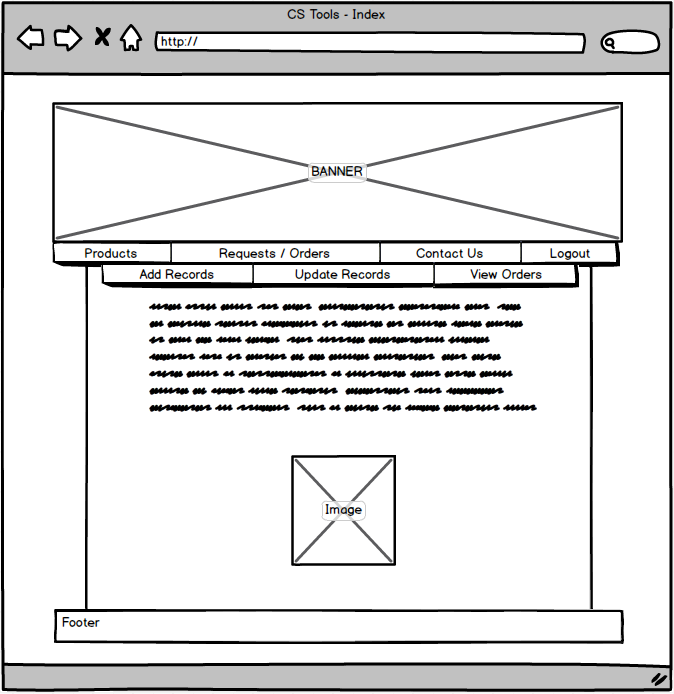 CS Tools - Index
http://
BANNER
Products Requests / Orders Contact Us Logout
Add Records Update Records View Orders
Image
Footer